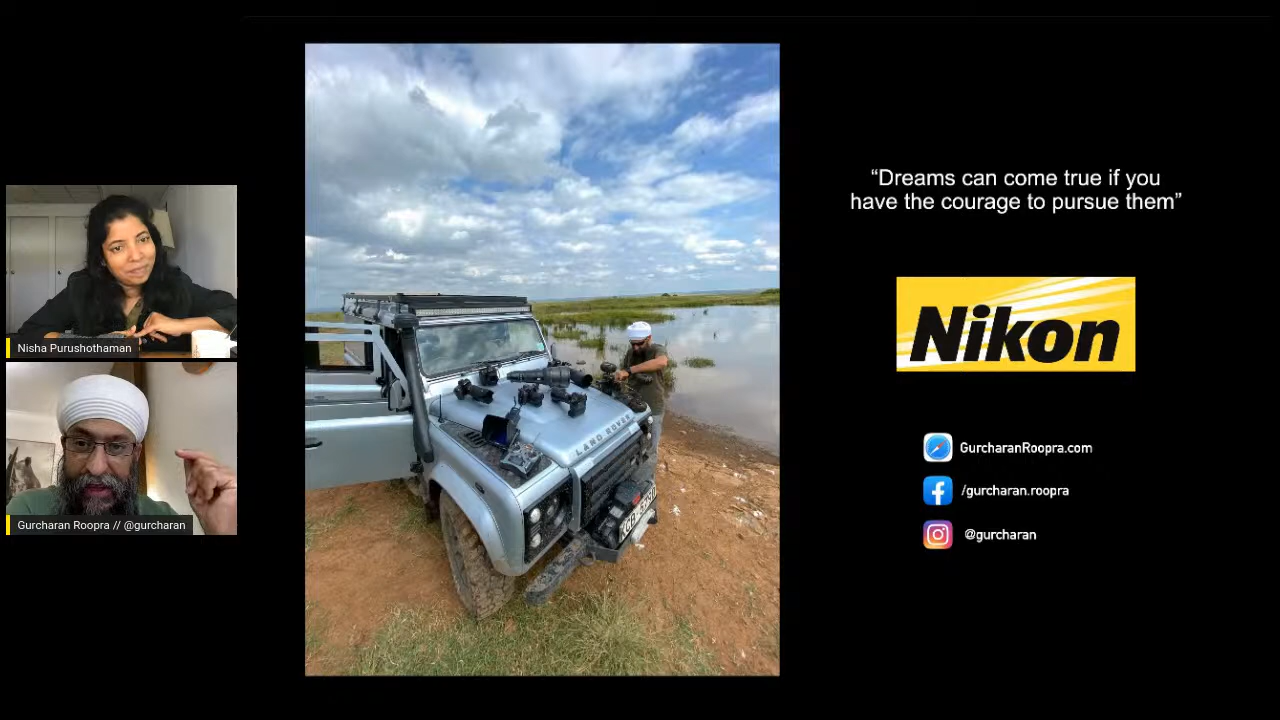 Nisha Purushothaman
Gurcharan Roopra // @gurcharan
LAND ROVER
“Dreams can come true if you
have the courage to pursue them”
Nikon
GurcharanRoopra.com
/gurcharan.roopra
@gurcharan